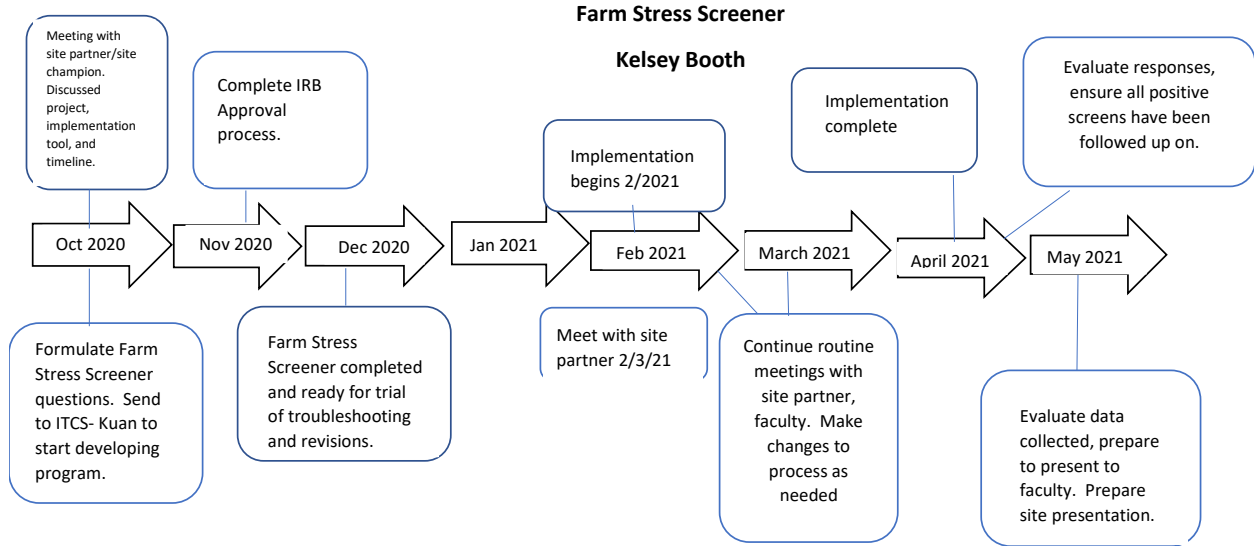 Farm Stress Screener
Kelsey Booth
Meeting with
site partner/site
champion.
Discussed
project,
implementation
tool, and
timeline.
Complete IRB
Approval
process.
Implementation
begins 2/2021
Implementation
complete
Evaluate responses,
ensure all positive
screens have been
followed up on.
Oct 2020
Nov 2020
Dec 2020
Jan 2021
Feb 2021
March 2021
April 2021
May 2021
Formulate Farm
Stress Screener
questions. Send
to ITCS- Kuan to
start developing
program.
Farm Stress
Screener completed
and ready for trial
of troubleshooting
and revisions.
Meet with site
partner 2/3/21
Continue routine
meetings with
site partner,
faculty. Make
changes to
process as
needed
Evaluate data
collected, prepare
to present to
faculty. Prepare
site presentation.